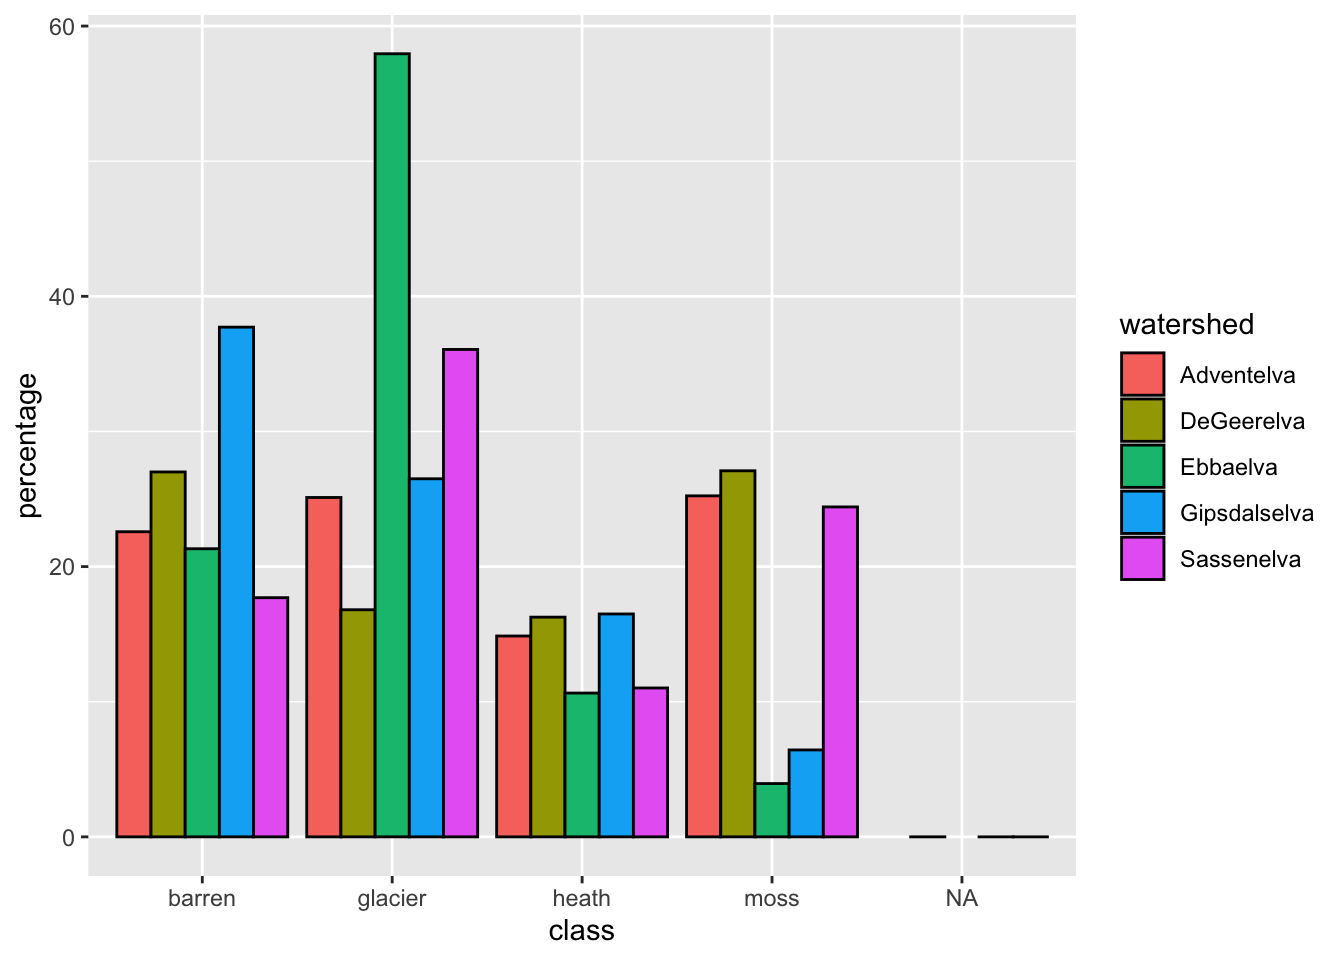 60
40
20
0
percentage
barren
glacier
heath
moss
NA
class
watershed
Adventelva
DeGeerelva
Ebbaelva
Gipsdalselva
Sassenelva